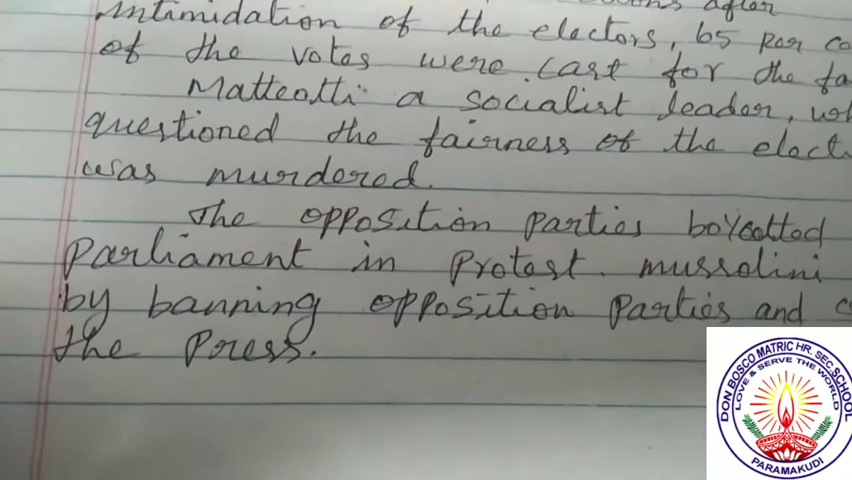 after
intimidation of the electors, 65 per
of the votes were cast for the
Matteotti a socialist leader,
questioned the fairness of the
was murdered.
The opposition parties boycotted
Parliament in Protest. mussolini
by banning opposition parties and
the Press.
DON BOSCO MATRIC HR. SEC. SCHOOL
LOVE & SERVE THE WORLD
PARAMAKUDI